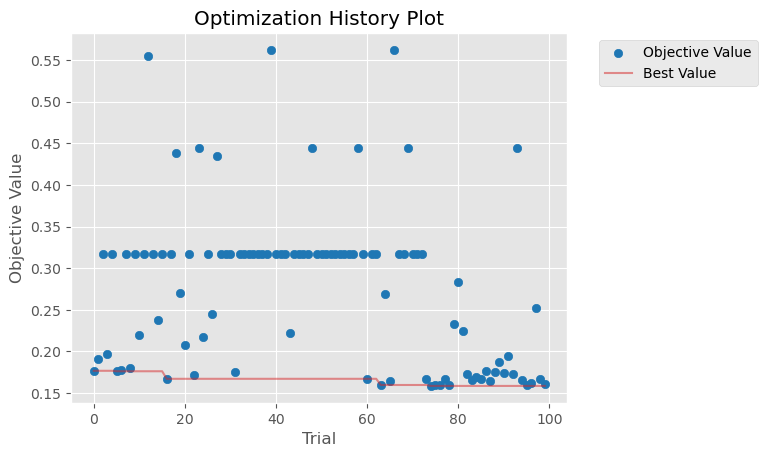 Optimization History Plot
Objective Value
Best Value
0.55
0.50
0.45
0.40
0.35
0.30
0.25
0.20
0.15
Objective Value
0 20 40 60 80 100
Trial